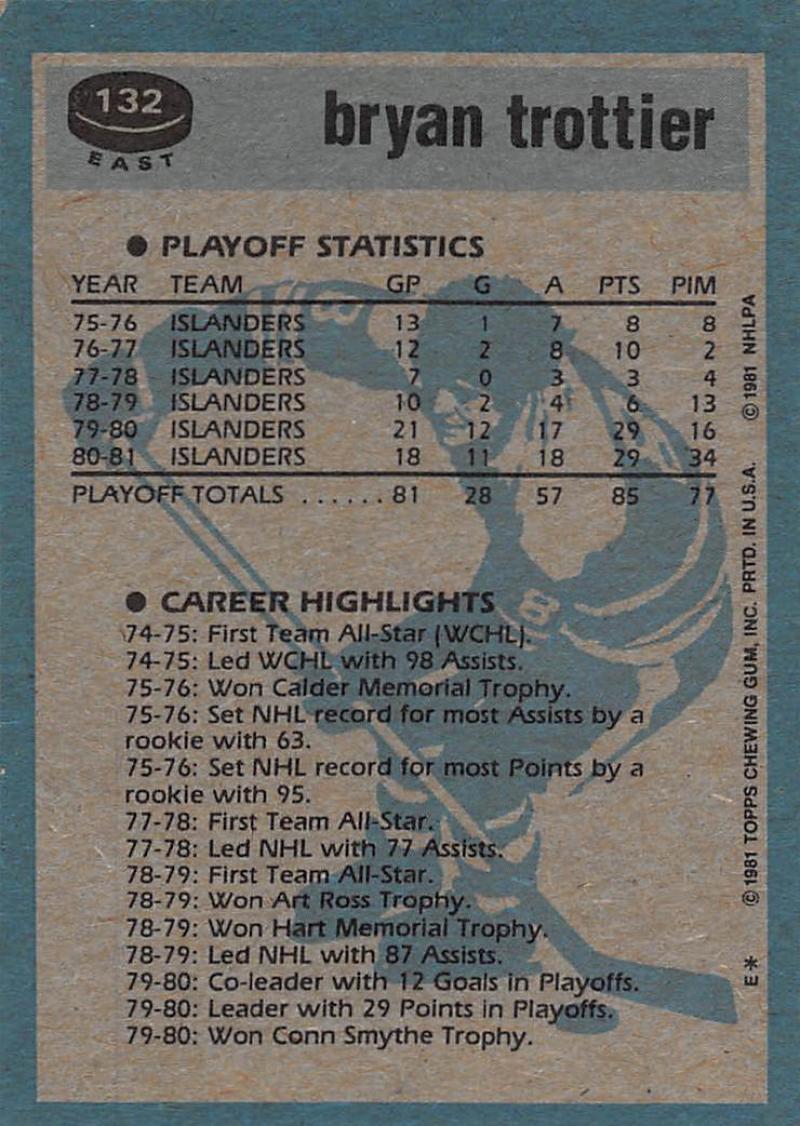 132
EAST
bryan trottier
● PLAYOFF STATISTICS
YEAR TEAM GP G A PTS PIM
75-76 ISLANDERS 13 1 7 8 8
76-77 ISLANDERS 12 2 8 10 2
77-78 ISLANDERS 7 0 3 3 4
78-79 ISLANDERS 10 2 4 6 13
79-80 ISLANDERS 21 12 17 29 16
80-81 ISLANDERS 18 11 18 29 34
PLAYOFF TOTALS ...... 81 28 57 85 77
● CAREER HIGHLIGHTS
74-75: First Team All-Star (WCHL).
74-75: Led WCHL with 98 Assists.
75-76: Won Calder Memorial Trophy.
75-76: Set NHL record for most Assists by a
rookie with 63.
75-76: Set NHL record for most Points by a
rookie with 95.
77-78: First Team All-Star.
77-78: Led NHL with 77 Assists.
78-79: First Team All-Star.
78-79: Won Art Ross Trophy.
78-79: Won Hart Memorial Trophy.
78-79: Led NHL with 87 Assists.
79-80: Co-leader with 12 Goals in Playoffs.
79-80: Leader with 29 Points in Playoffs.
79-80: Won Conn Smythe Trophy.
E* © 1981 TOPPS CHEWING GUM, INC. PRTD. IN U.S.A. © 1981 NHLPA